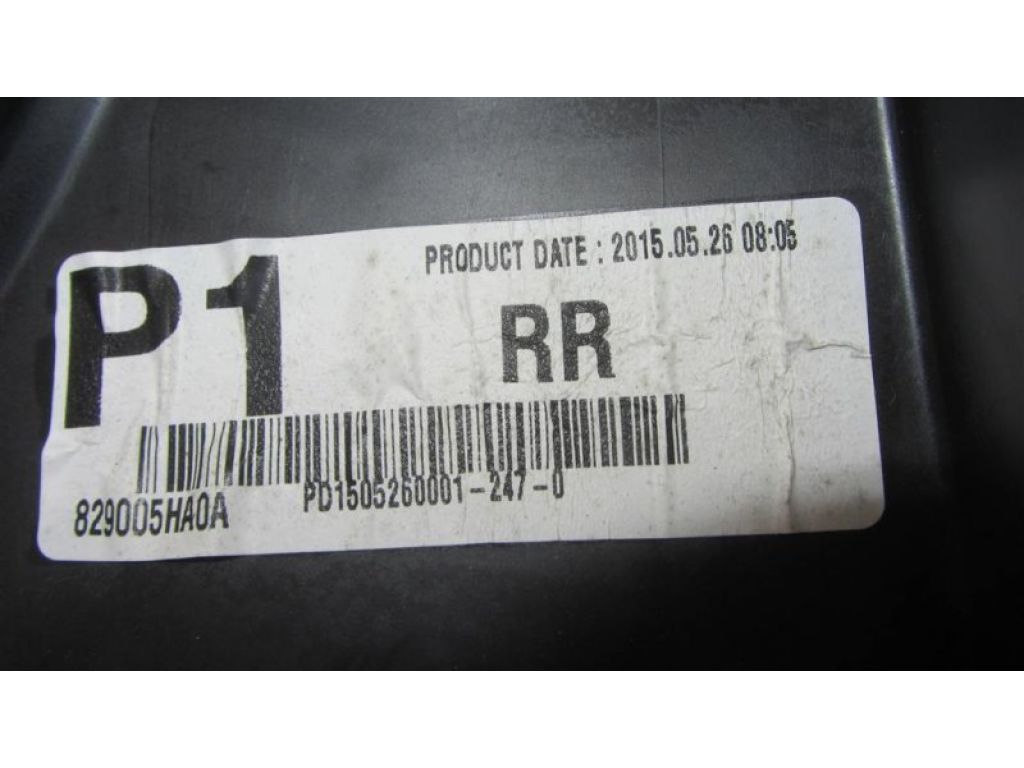 P1
PRODUCT DATE : 2015.05.26 08:05
RR
PD1505260001-247-0
829005HA0A